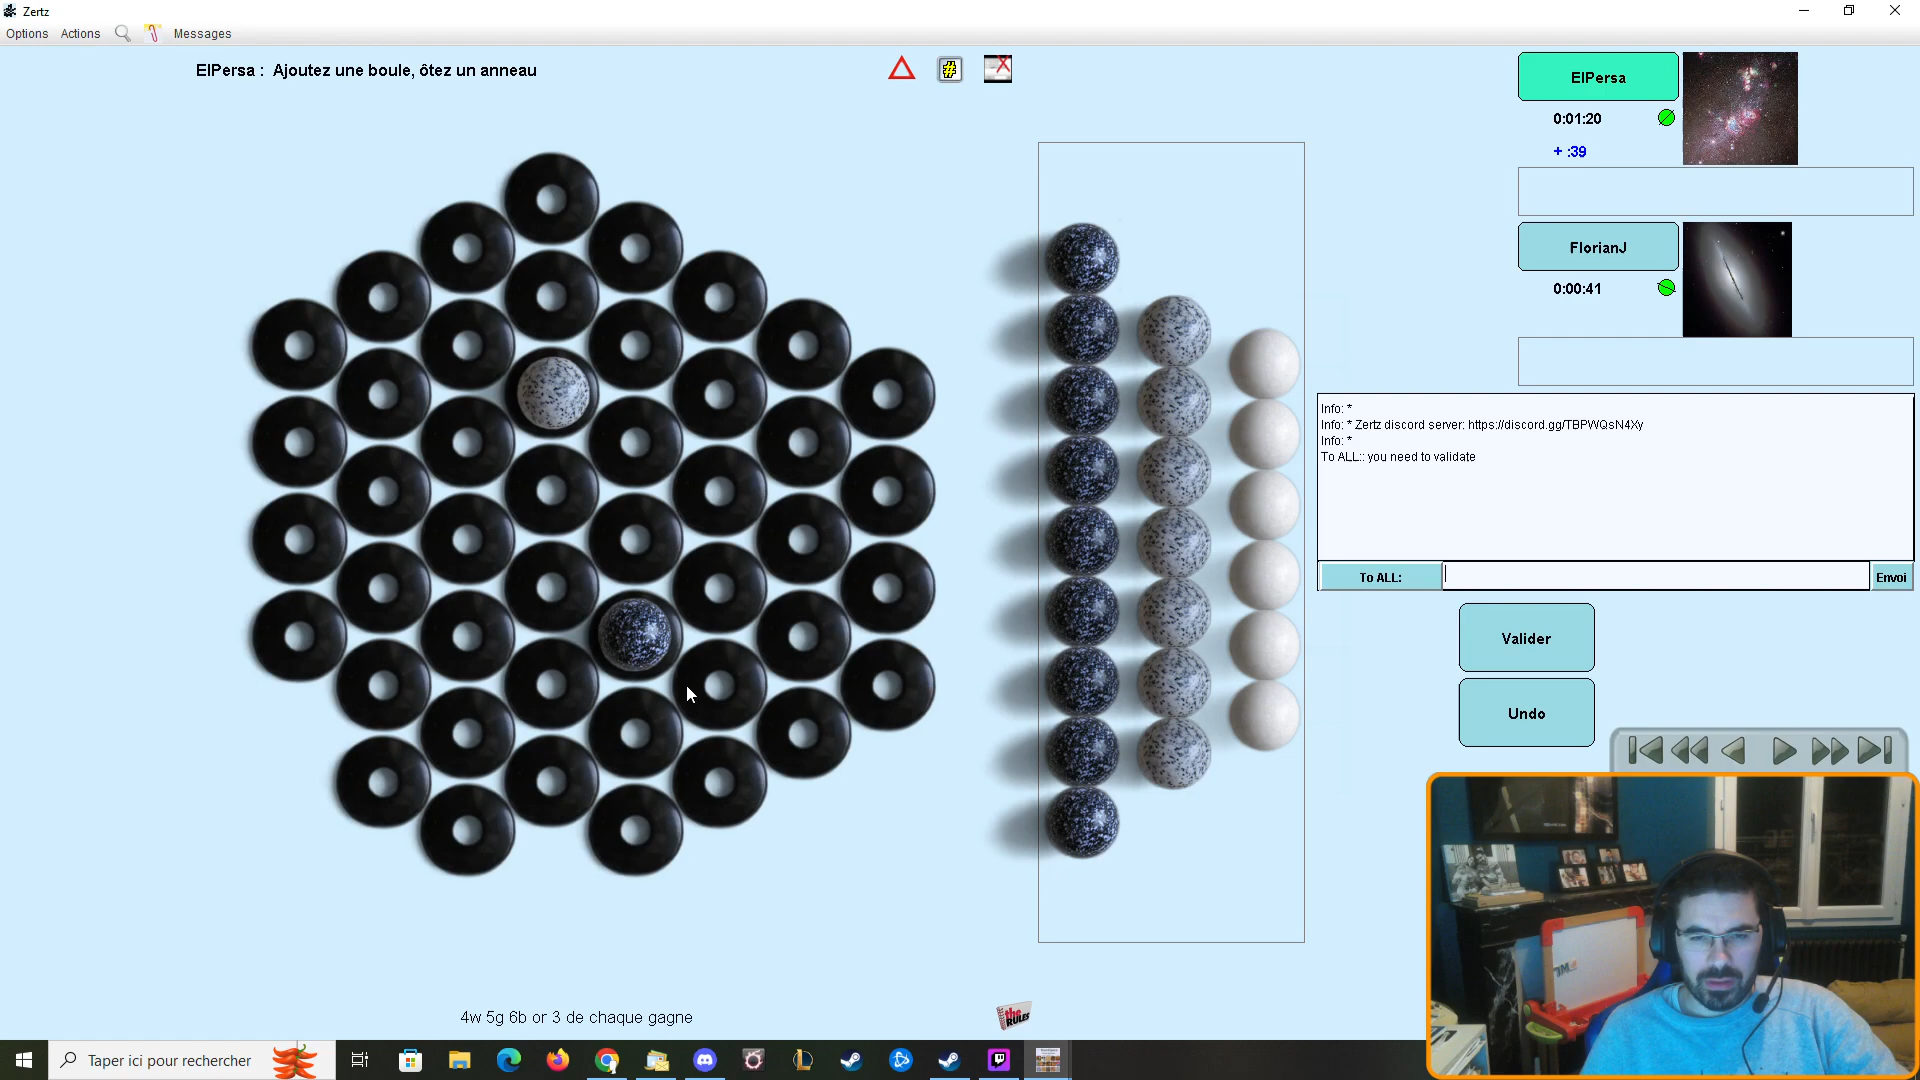 Zertz
Options Actions Messages
ElPersa : Ajoutez une boule, ôtez un anneau
#
ElPersa
0:01:20
+ :39
FlorianJ
0:00:41
Info: *
Info: * Zertz discord server: https://discord.gg/TBPWQsN4Xy
Info: *
To ALL:: you need to validate
To ALL: Envoi
Valider
Undo
4w 5g 6b or 3 de chaque gagne
the RULES
Taper ici pour rechercher